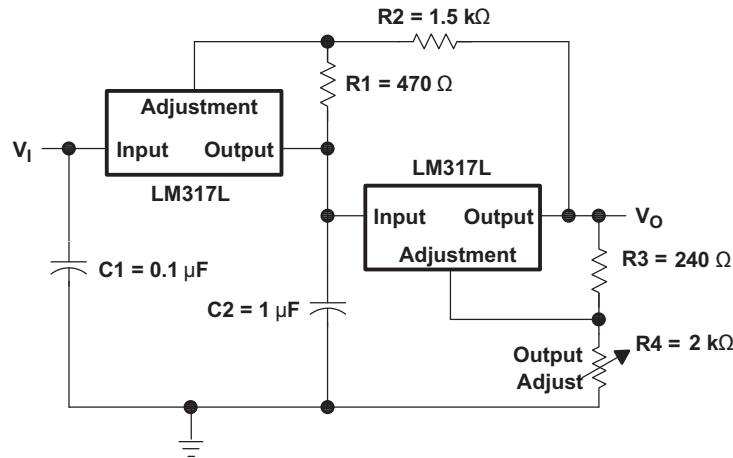 R2 = 1.5 kΩ
R1 = 470 Ω
Adjustment
VI
Input Output
LM317L
LM317L
Input Output
Adjustment
VO
R3 = 240 Ω
C1 = 0.1 µF
C2 = 1 µF
Output
Adjust
R4 = 2 kΩ